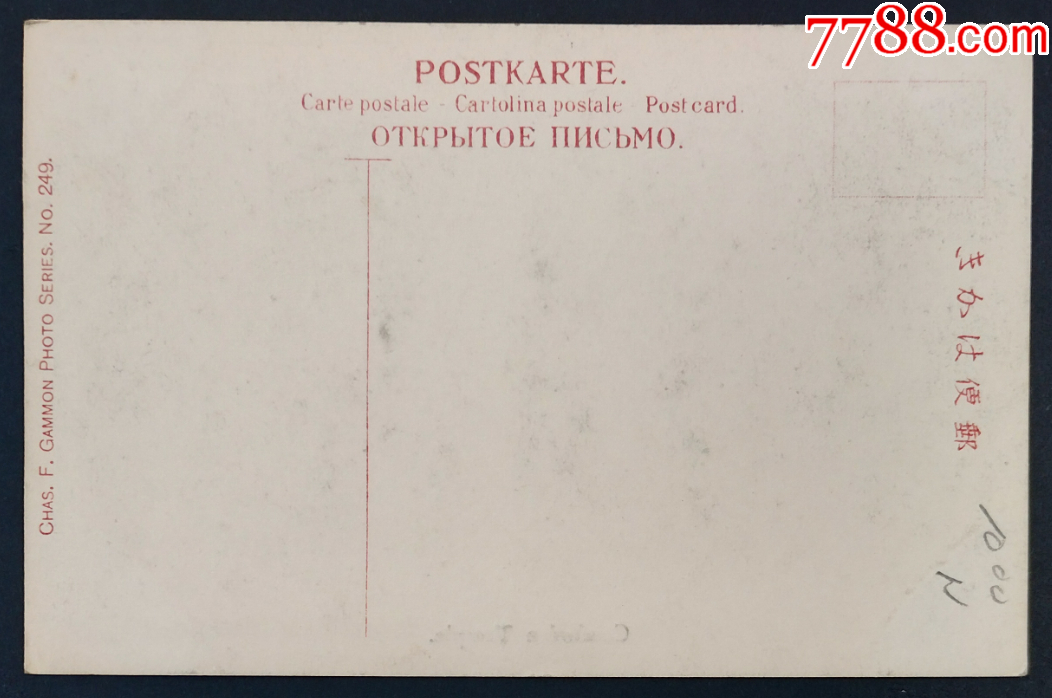 7788.com
POSTKARTE.
Carte postale - Cartolina postale - Post card.
ОТКРЫТОЕ ПИСЬМО.
CHAS. F. GAMMON PHOTO SERIES. NO. 249.
きかは便郵
1000
N